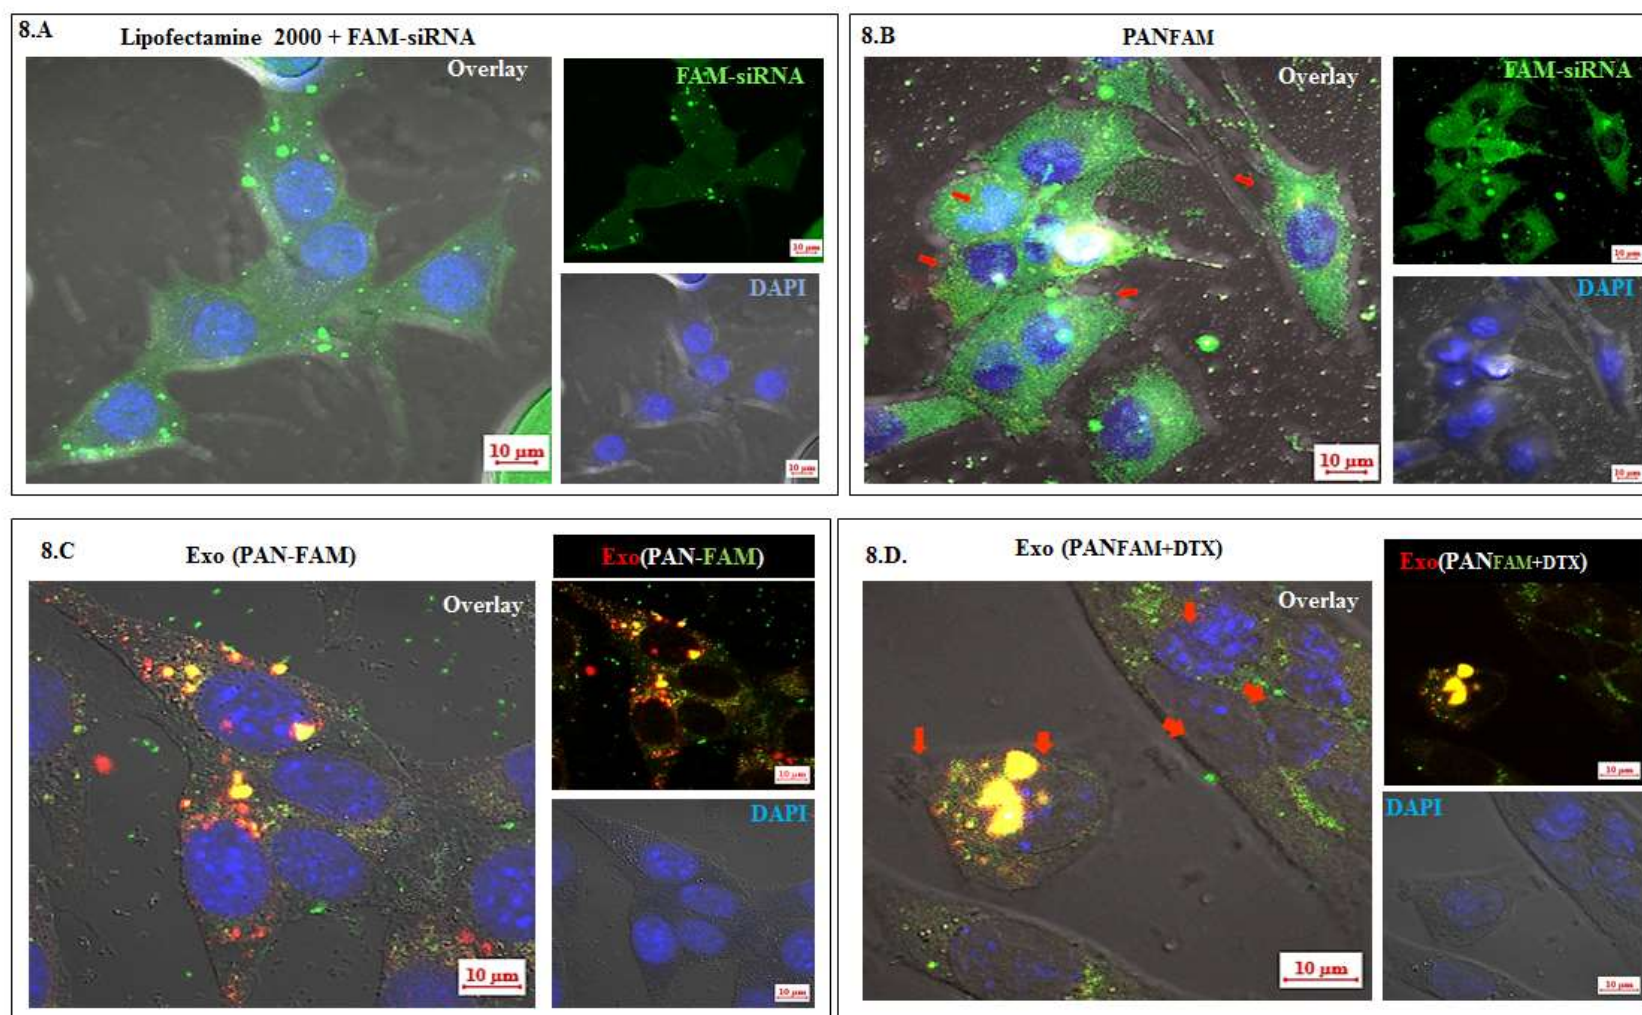 8.A
Lipofectamine 2000 + FAM-siRNA
Overlay
FAM-siRNA
10 µm
DAPI
10 µm
10 µm
8.B
PANFAM
Overlay
FAM-siRNA
10 µm
DAPI
10 µm
10 µm
8.C
Exo (PAN-FAM)
Overlay
Exo(PAN-FAM)
10 µm
DAPI
10 µm
10 µm
8.D.
Exo (PANFAM+DTX)
Overlay
Exo(PANFAM+DTX)
10 µm
DAPI
10 µm
10 µm